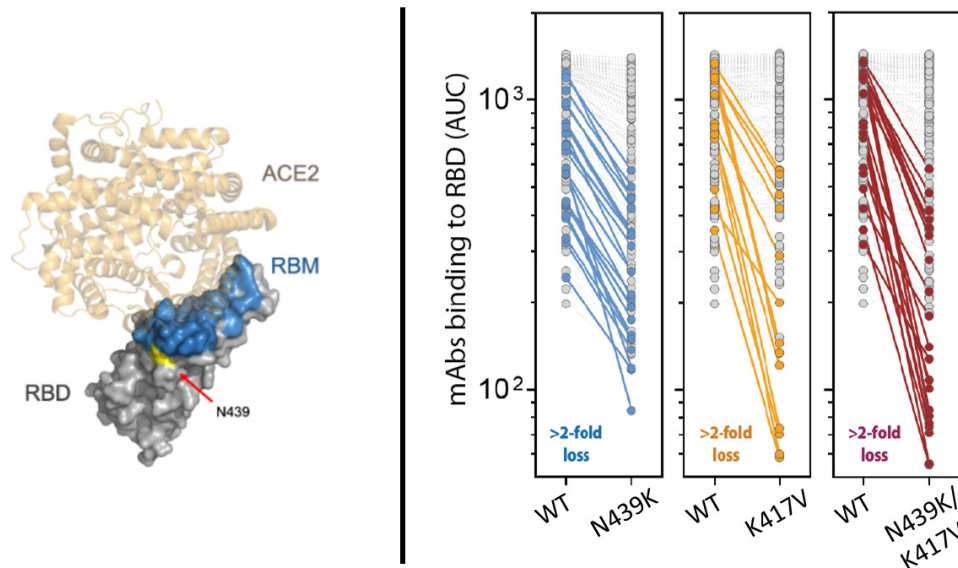 ACE2
RBM
RBD
N439
mAbs binding to RBD (AUC)
10³
10²
>2-fold
loss
WT
N439K
>2-fold
loss
WT
K417V
>2-fold
loss
WT
N439K/
K417V